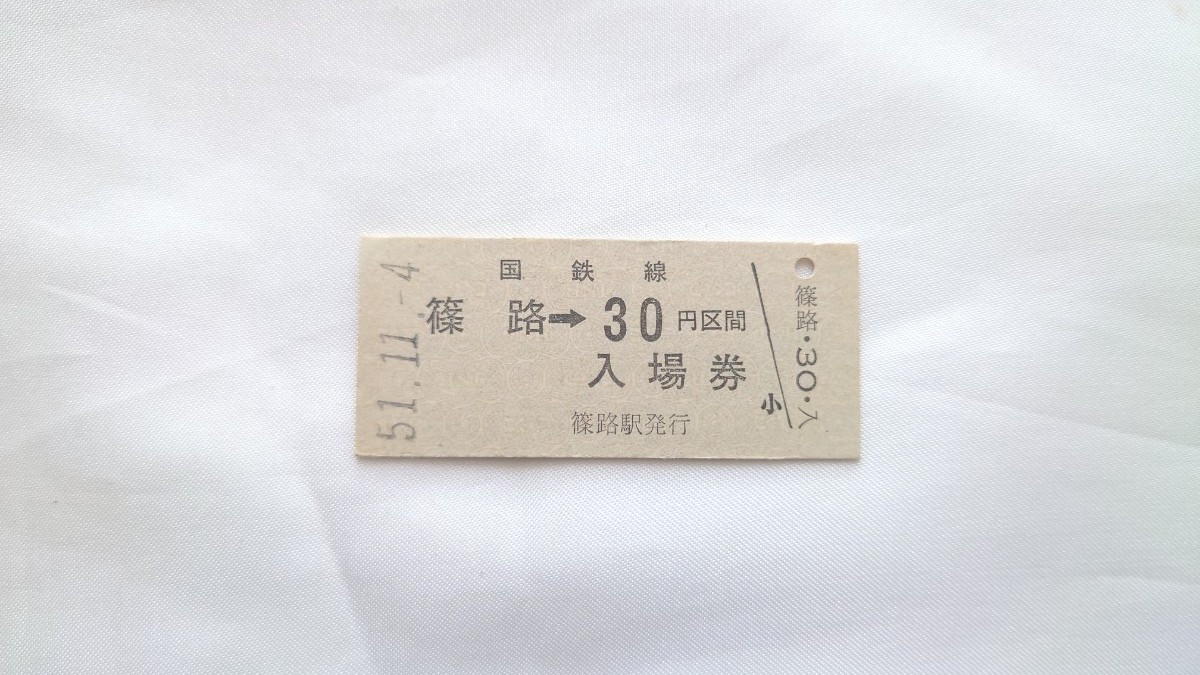 51.11.-4
国鉄線
篠路→30円区間
入場券
篠路駅発行
小
篠路・30・入